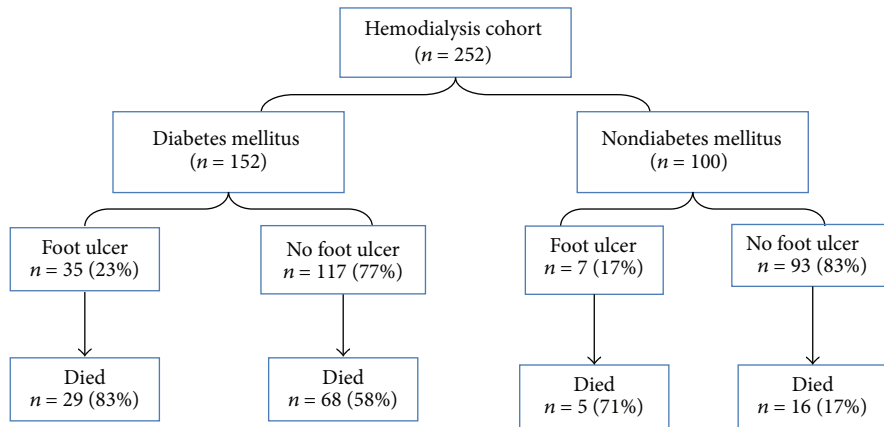 Hemodialysis cohort
(n = 252)
Diabetes mellitus
(n = 152)
Nondiabetes mellitus
(n = 100)
Foot ulcer
n = 35 (23%)
No foot ulcer
n = 117 (77%)
Foot ulcer
n = 7 (17%)
No foot ulcer
n = 93 (83%)
Died
n = 29 (83%)
Died
n = 68 (58%)
Died
n = 5 (71%)
Died
n = 16 (17%)